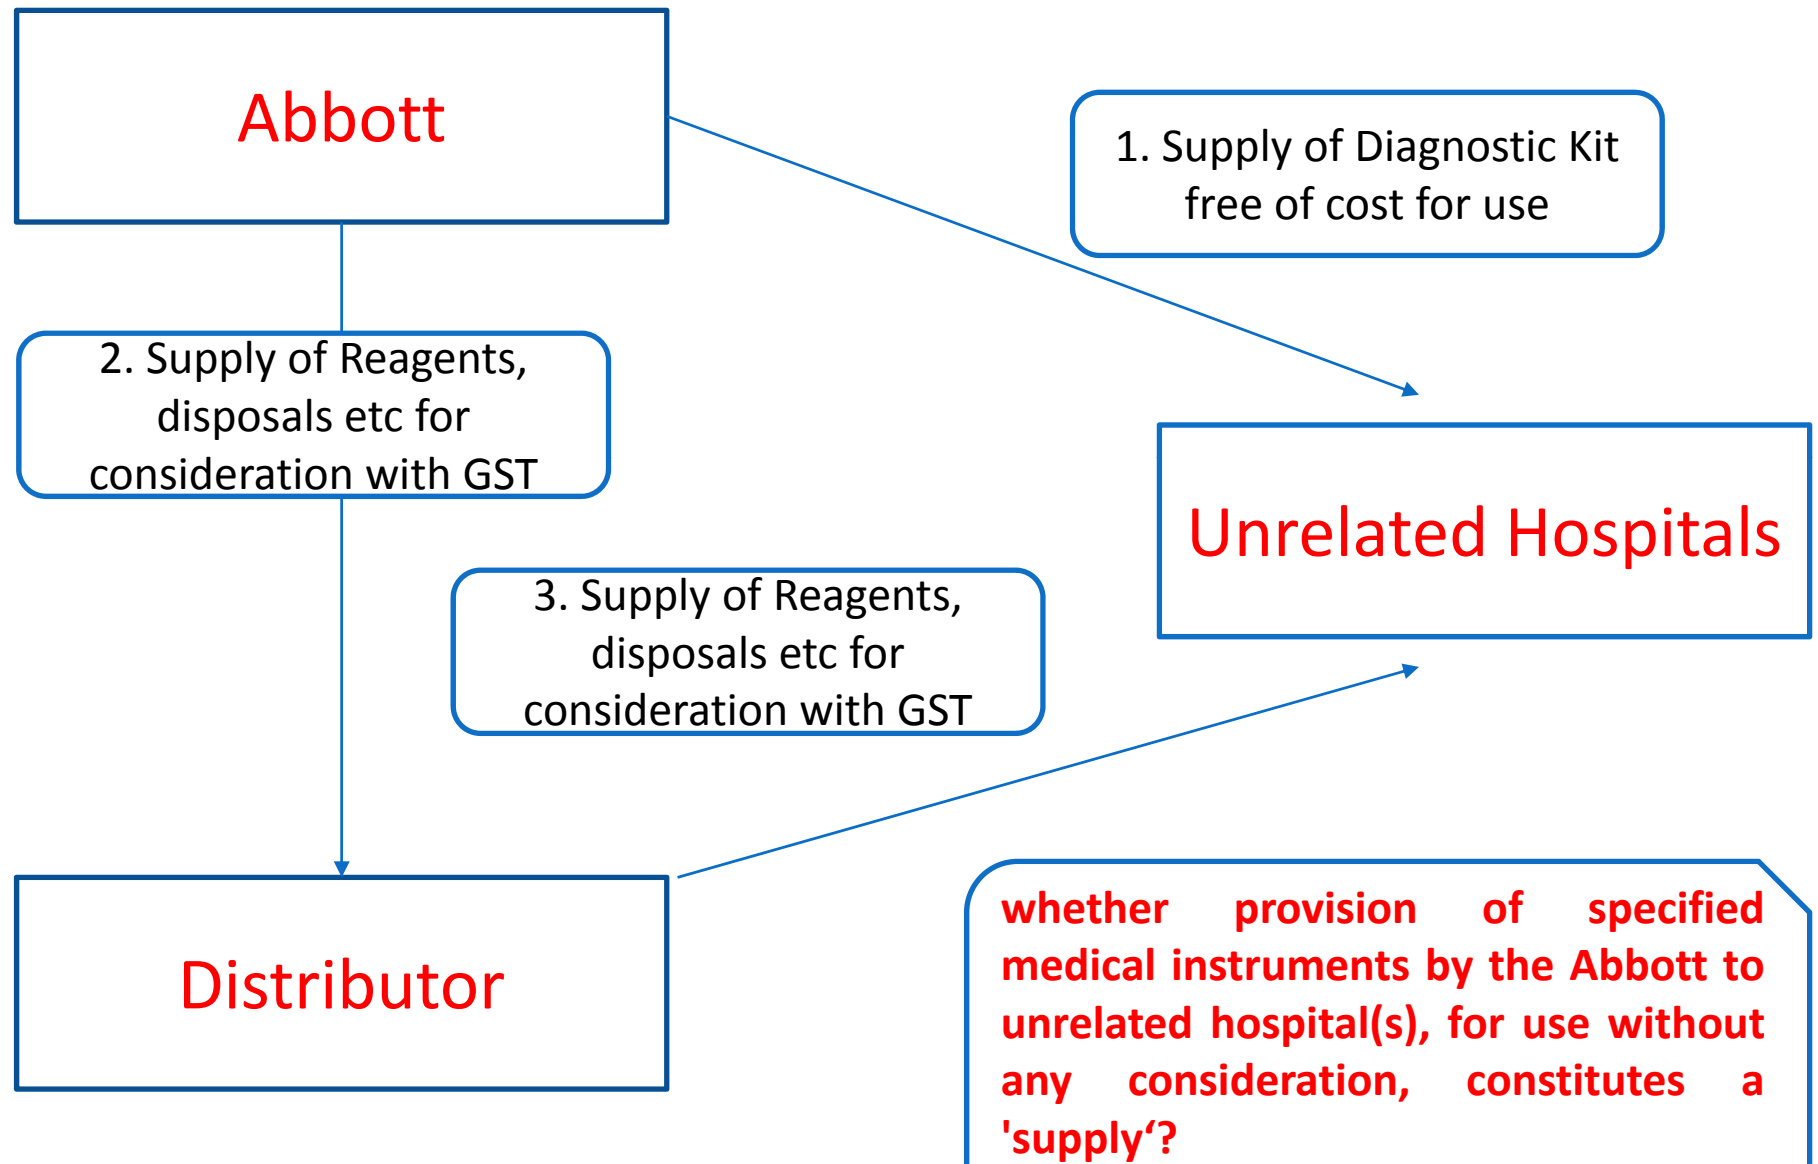 Abbott
1. Supply of Diagnostic Kit
free of cost for use
2. Supply of Reagents,
disposals etc for
consideration with GST
Unrelated Hospitals
3. Supply of Reagents,
disposals etc for
consideration with GST
Distributor
whether provision of specified
medical instruments by the Abbott to
unrelated hospital(s), for use without
any consideration, constitutes a
'supply‘?